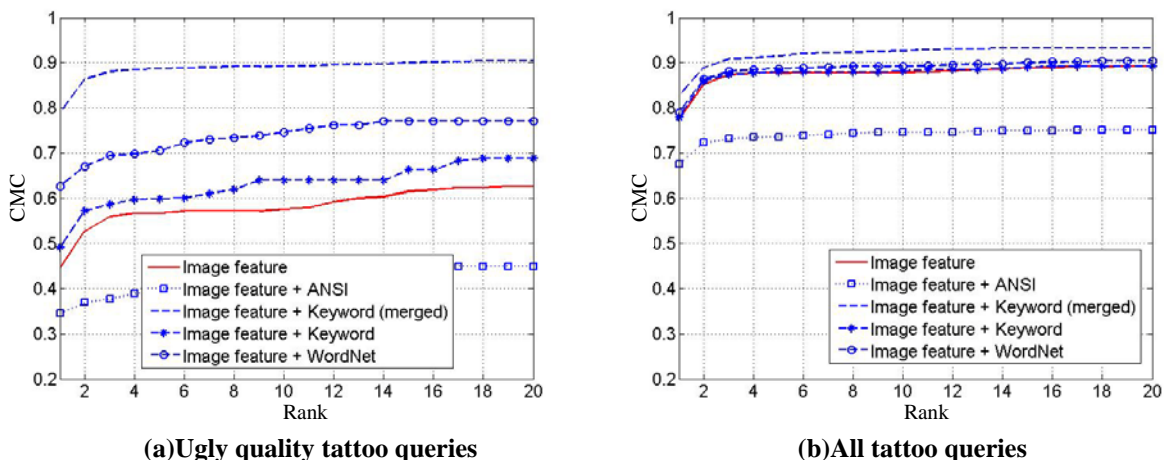 1
0.9
0.8
0.7
0.6
0.5
0.4
0.3
0.2
CMC
Image feature
Image feature + ANSI
Image feature + Keyword (merged)
Image feature + Keyword
Image feature + WordNet
2 4 6 8 10 12 14 16 18 20
Rank
(a)Ugly quality tattoo queries
1
0.9
0.8
0.7
0.6
0.5
0.4
0.3
0.2
CMC
Image feature
Image feature + ANSI
Image feature + Keyword (merged)
Image feature + Keyword
Image feature + WordNet
2 4 6 8 10 12 14 16 18 20
Rank
(b)All tattoo queries